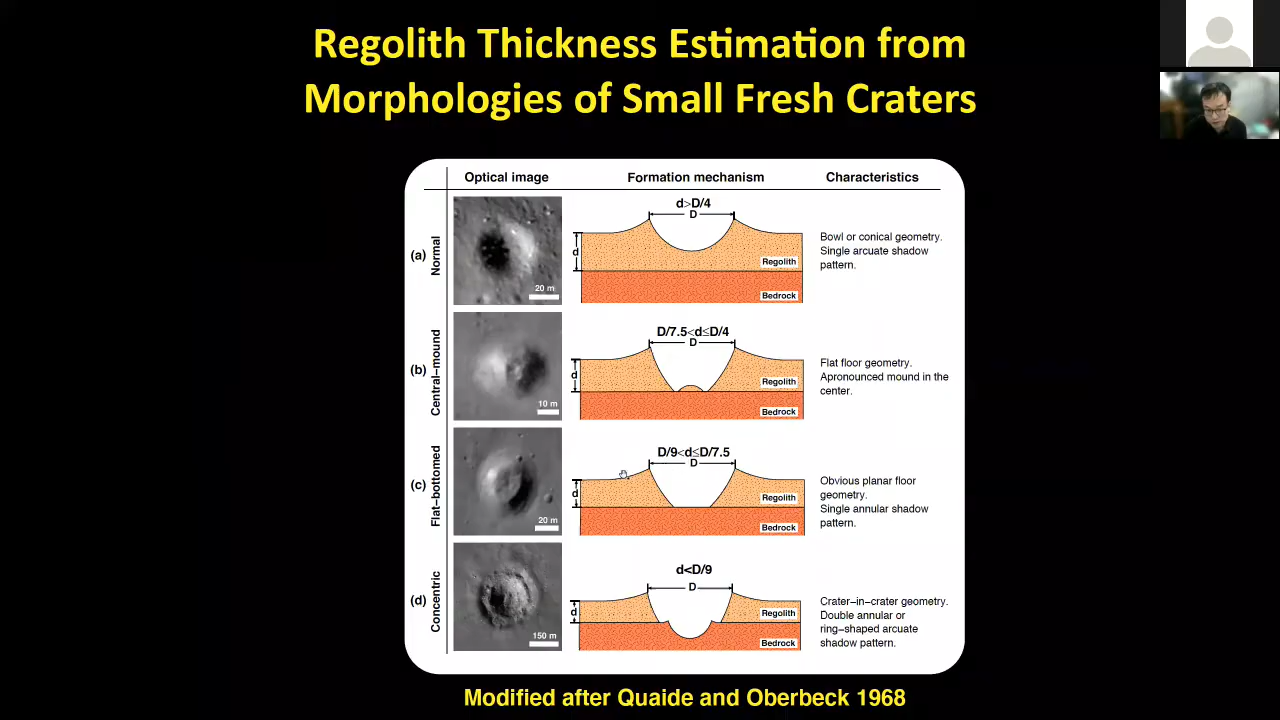 Regolith Thickness Estimation from
Morphologies of Small Fresh Craters
Optical image
Formation mechanism
Characteristics
(a)
Normal
20 m
d>D/4
D
d
Regolith
Bedrock
Bowl or conical geometry.
Single arcuate shadow
pattern.
(b)
Central–mound
10 m
D/7.5<d≤D/4
D
d
Regolith
Bedrock
Flat floor geometry.
Apronounced mound in the
center.
(c)
Flat–bottomed
20 m
D/9<d≤D/7.5
D
d
Regolith
Bedrock
Obvious planar floor
geometry.
Single annular shadow
pattern.
(d)
Concentric
150 m
d<D/9
D
d
Regolith
Bedrock
Crater–in–crater geometry.
Double annular or
ring–shaped arcuate
shadow pattern.
Modified after Quaide and Oberbeck 1968